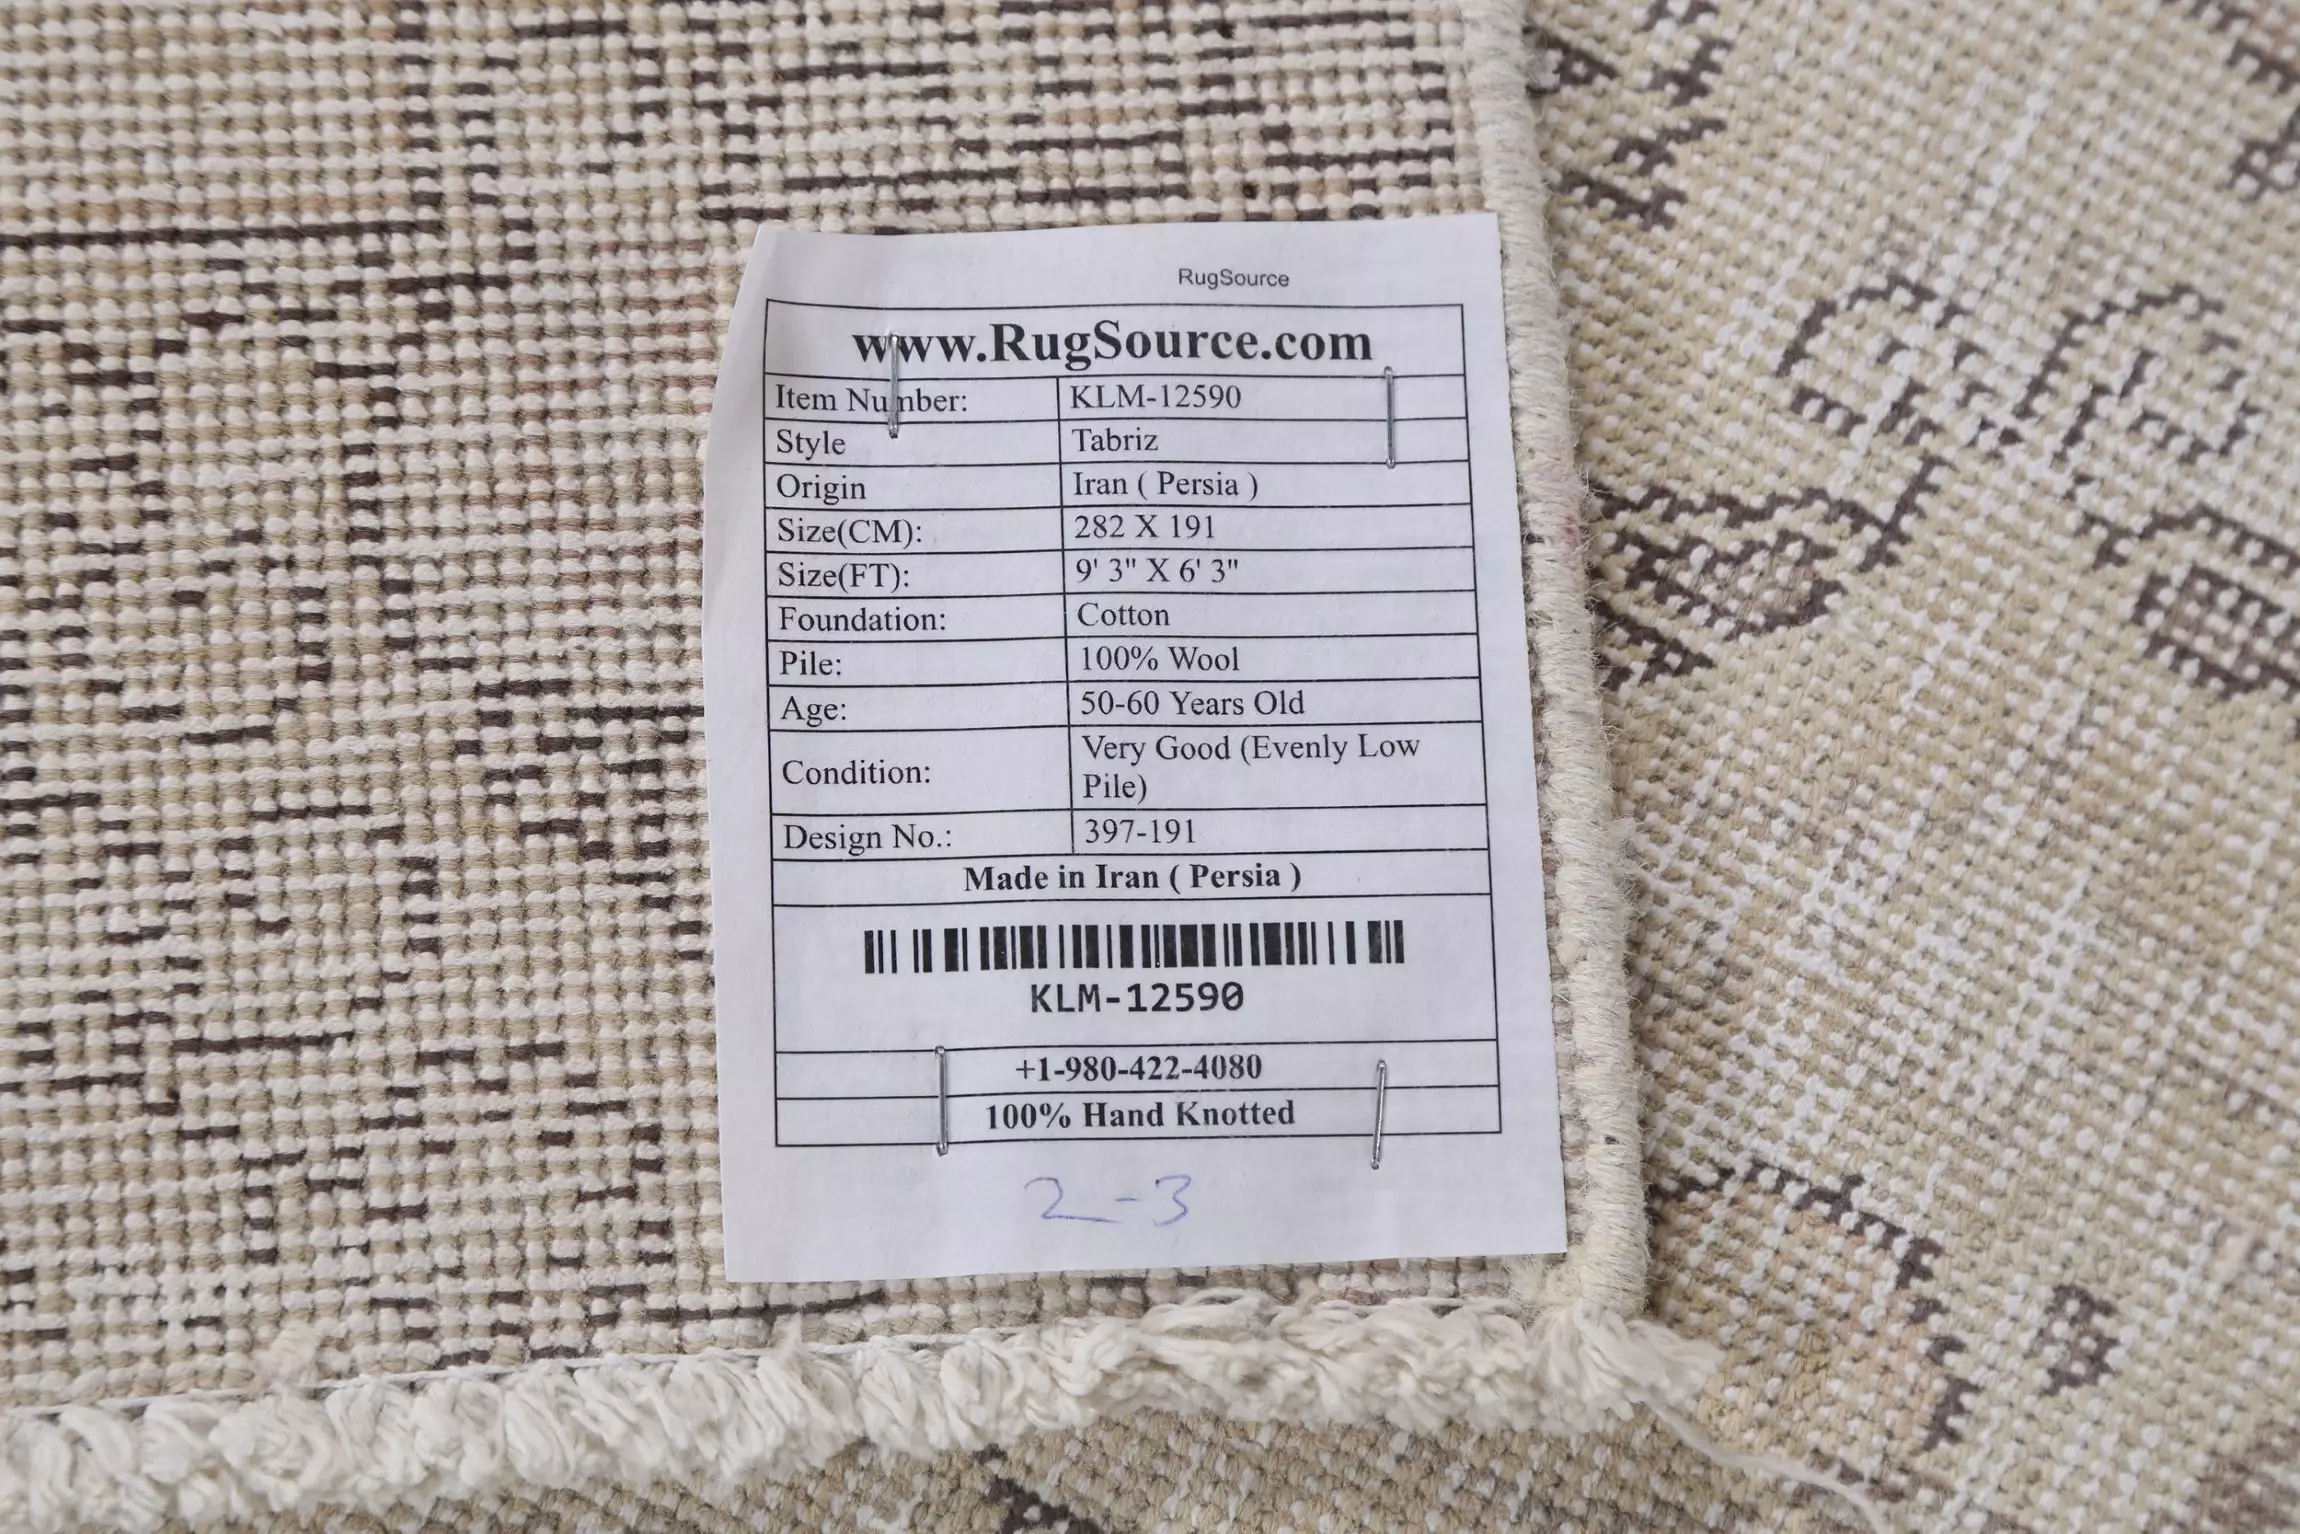 RugSource
www.RugSource.com
Item Number: KLM-12590
Style Tabriz
Origin Iran ( Persia )
Size(CM): 282 X 191
Size(FT): 9' 3" X 6' 3"
Foundation: Cotton
Pile: 100% Wool
Age: 50-60 Years Old
Condition: Very Good (Evenly Low
Pile)
Design No.: 397-191
Made in Iran ( Persia )
KLM-12590
+1-980-422-4080
100% Hand Knotted
2-3